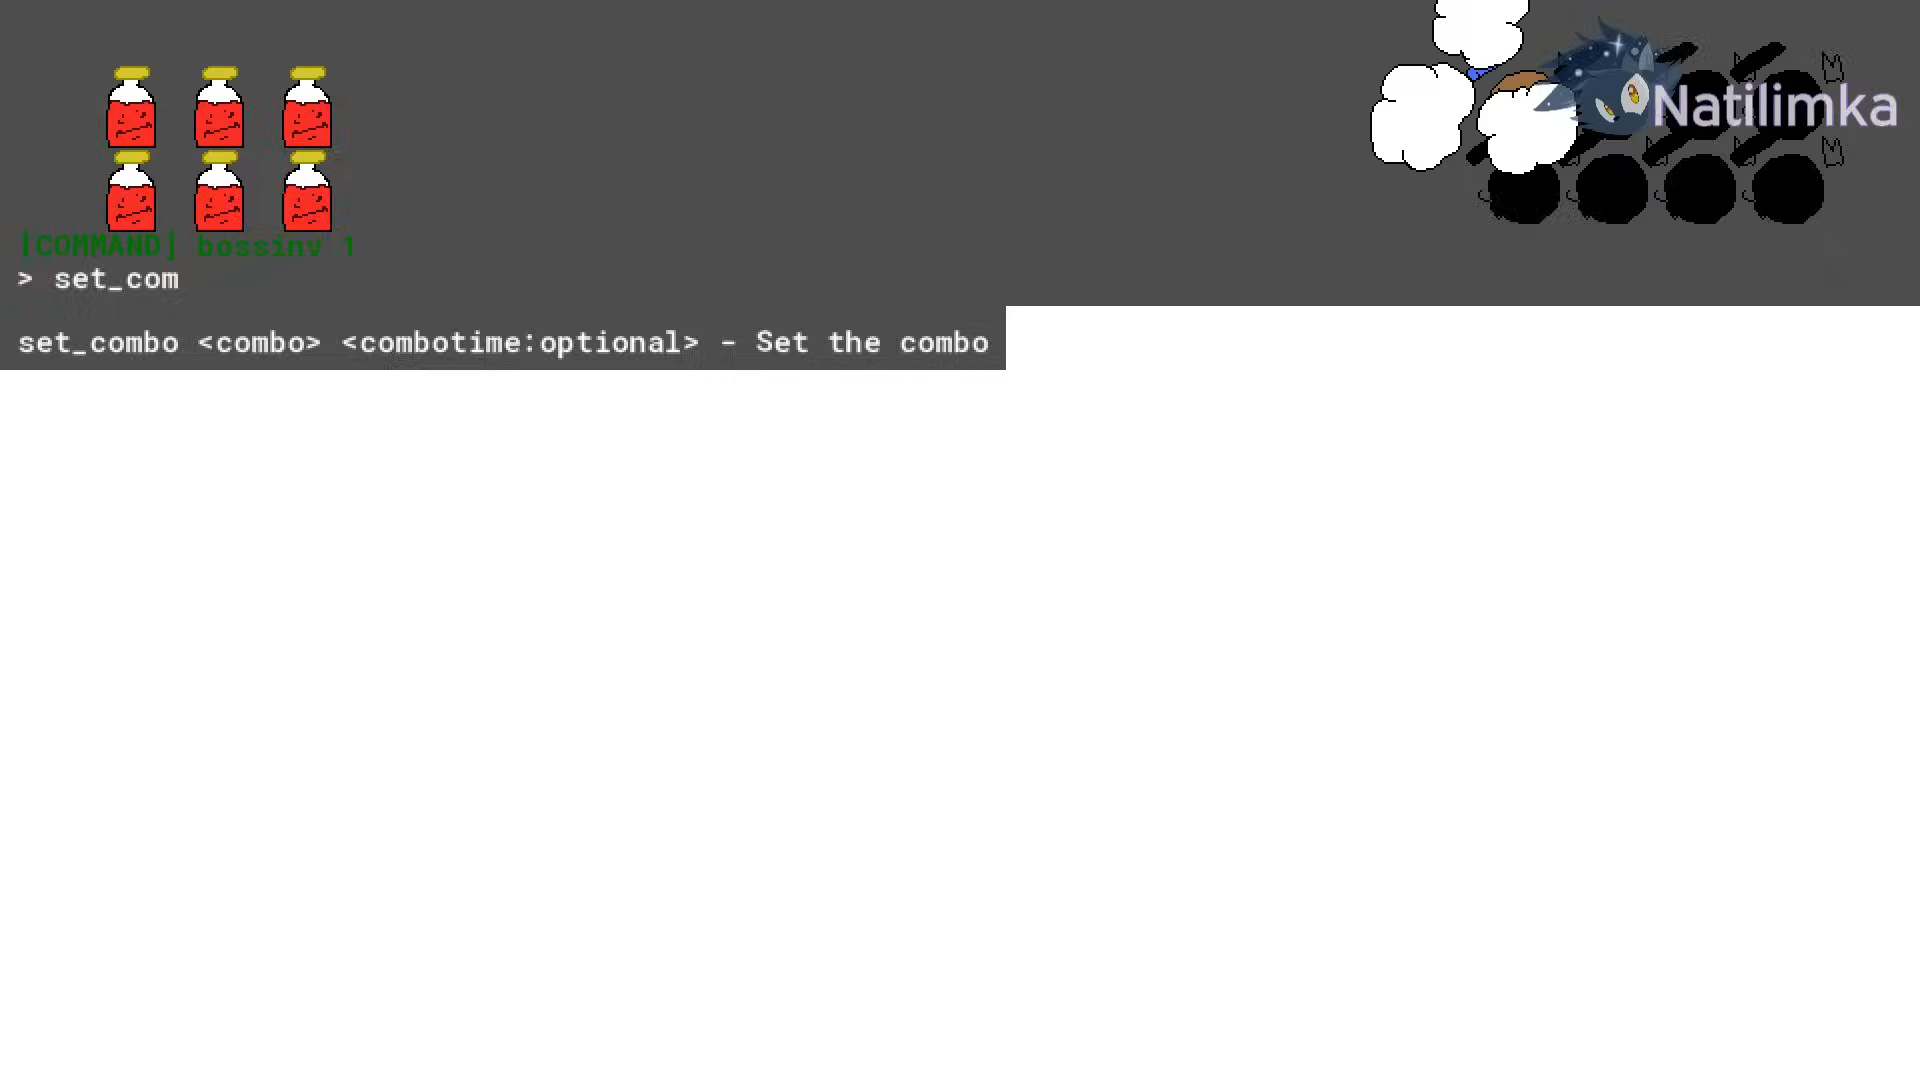 Natilimka
[COMMAND] bossinv 1
> set_com
set_combo <combo> <combotime:optional> - Set the combo